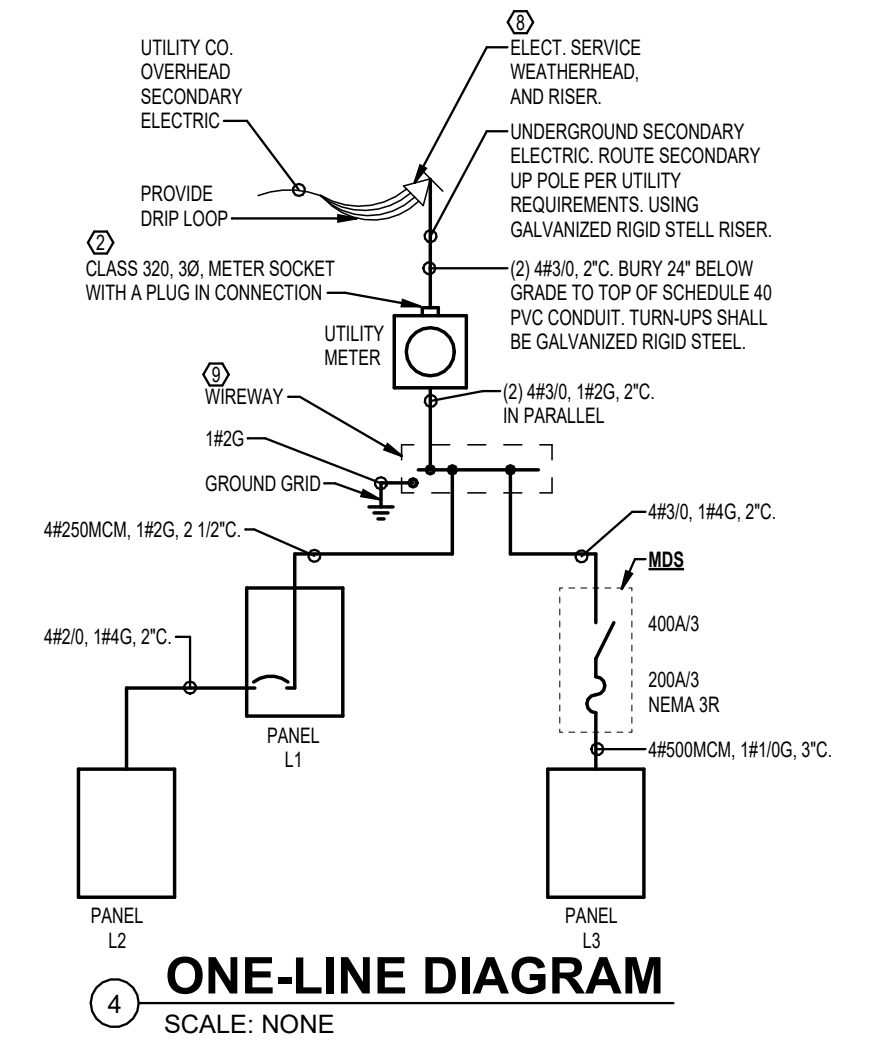 UTILITY CO.
OVERHEAD
SECONDARY
ELECTRIC
8
ELECT. SERVICE
WEATHERHEAD,
AND RISER.
UNDERGROUND SECONDARY
ELECTRIC. ROUTE SECONDARY
UP POLE PER UTILITY
REQUIREMENTS. USING
GALVANIZED RIGID STELL RISER.
PROVIDE
DRIP LOOP
2
CLASS 320, 3Ø, METER SOCKET
WITH A PLUG IN CONNECTION
(2) 4#3/0, 2"C. BURY 24" BELOW
GRADE TO TOP OF SCHEDULE 40
PVC CONDUIT. TURN-UPS SHALL
BE GALVANIZED RIGID STEEL.
UTILITY
METER
9
WIREWAY
(2) 4#3/0, 1#2G, 2"C.
IN PARALLEL
1#2G
GROUND GRID
4#250MCM, 1#2G, 2 1/2"C.
4#3/0, 1#4G, 2"C.
MDS
400A/3
200A/3
NEMA 3R
4#2/0, 1#4G, 2"C.
PANEL
L1
4#500MCM, 1#1/0G, 3"C.
PANEL
L2
PANEL
L3
4
ONE-LINE DIAGRAM
SCALE: NONE